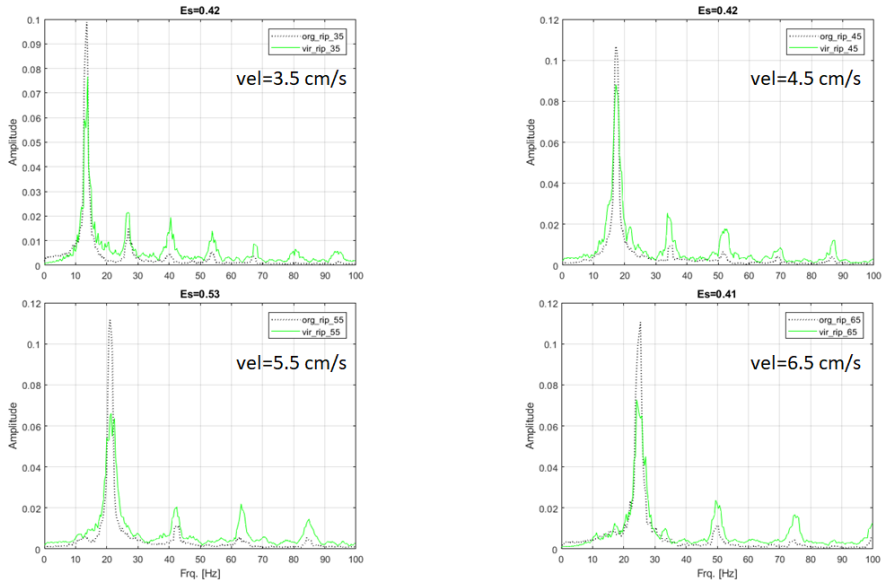 Es=0.42
0.1
0.09
0.08
0.07
0.06
0.05
0.04
0.03
0.02
0.01
0
Amplitude
org_rip_35
vir_rip_35
vel=3.5 cm/s
0 10 20 30 40 50 60 70 80 90 100
Es=0.42
0.12
0.1
0.08
0.06
0.04
0.02
0
Amplitude
org_rip_45
vir_rip_45
vel=4.5 cm/s
0 10 20 30 40 50 60 70 80 90 100
Es=0.53
0.12
0.1
0.08
0.06
0.04
0.02
0
Amplitude
org_rip_55
vir_rip_55
vel=5.5 cm/s
0 10 20 30 40 50 60 70 80 90 100
Frq. [Hz]
Es=0.41
0.12
0.1
0.08
0.06
0.04
0.02
0
Amplitude
org_rip_65
vir_rip_65
vel=6.5 cm/s
0 10 20 30 40 50 60 70 80 90 100
Frq. [Hz]